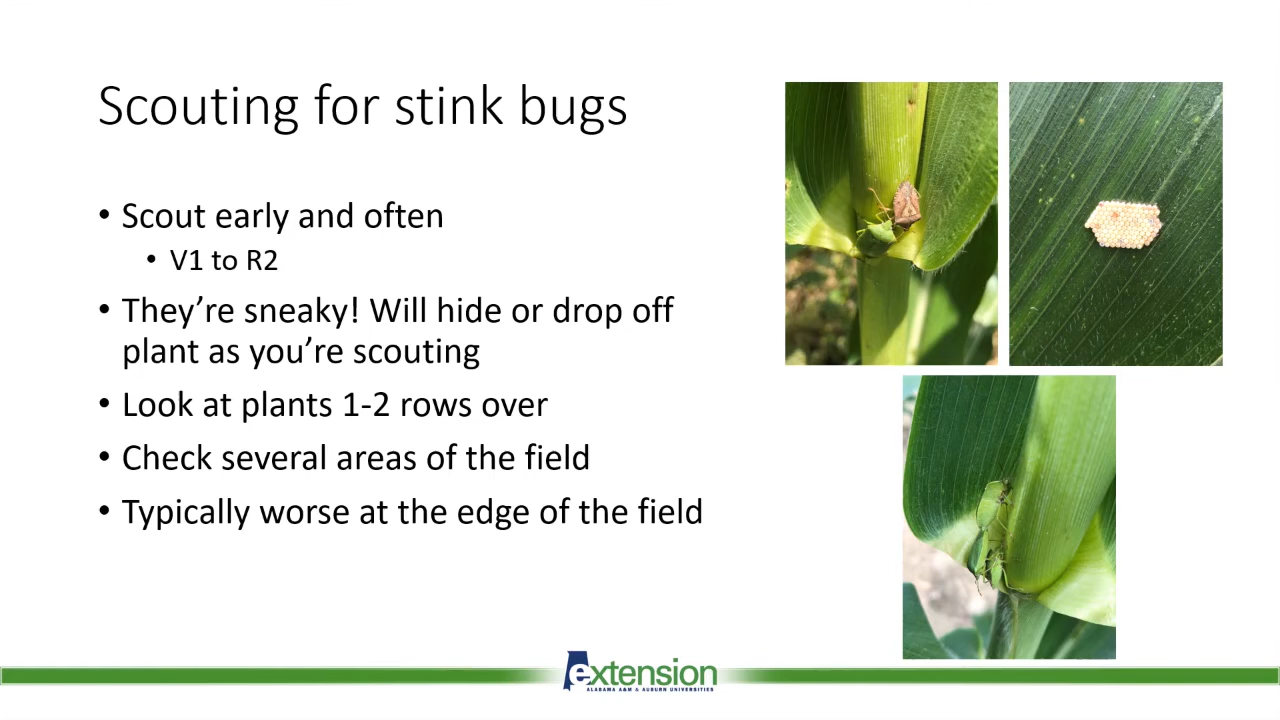 Scouting for stink bugs
• Scout early and often
• V1 to R2
• They’re sneaky! Will hide or drop off
plant as you’re scouting
• Look at plants 1-2 rows over
• Check several areas of the field
• Typically worse at the edge of the field
extension
ALABAMA A&M & AUBURN UNIVERSITIES